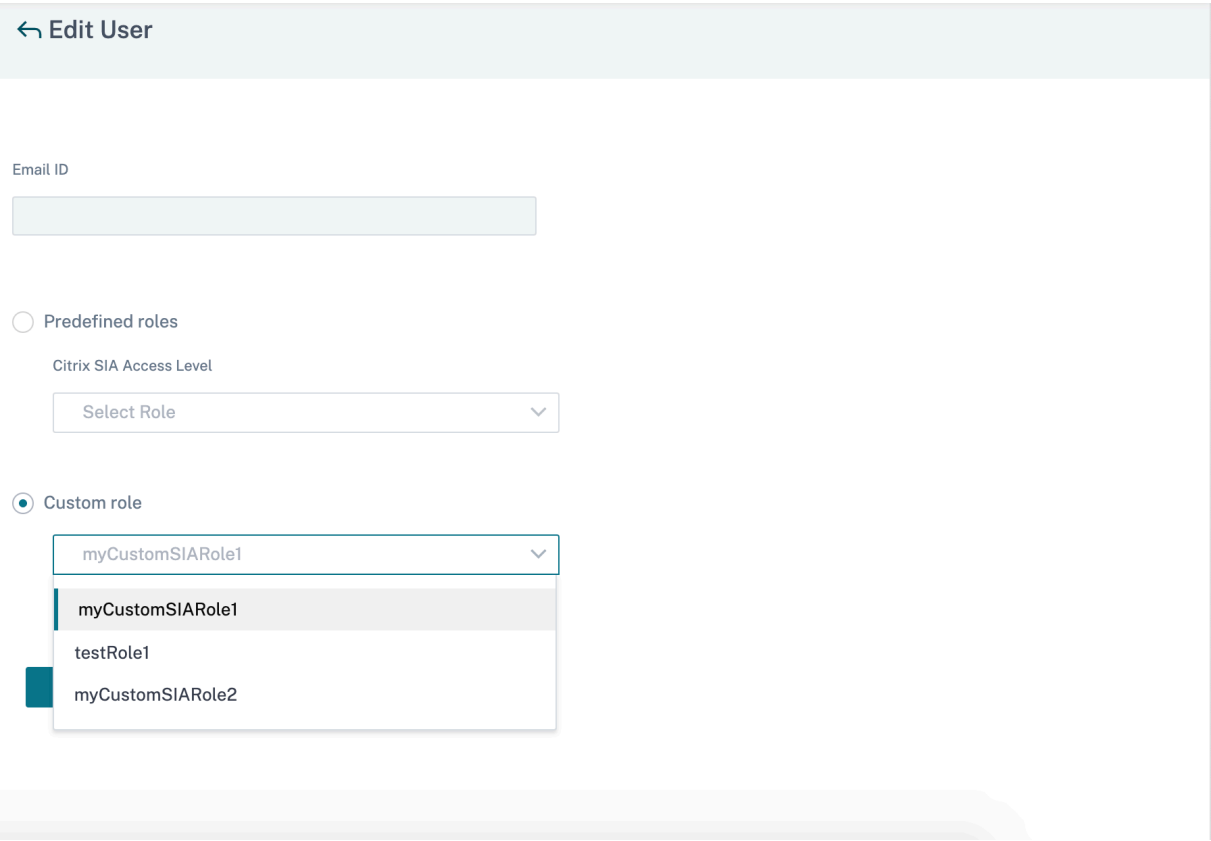 Edit User
Email ID
Predefined roles
Citrix SIA Access Level
Select Role
Custom role
myCustomSIARole1
myCustomSIARole1
testRole1
myCustomSIARole2